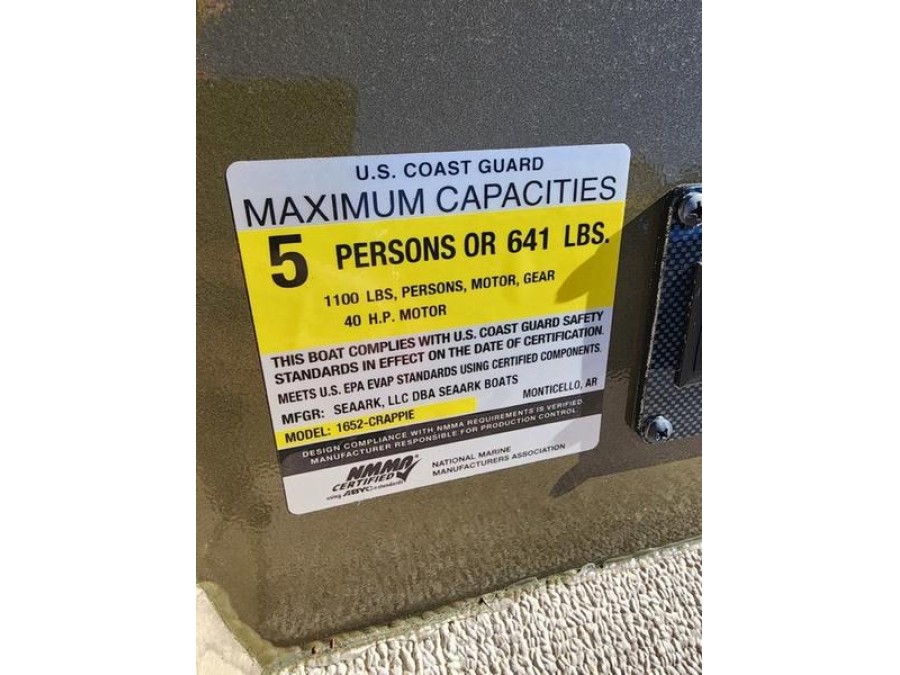 U.S. COAST GUARD
MAXIMUM CAPACITIES
5 PERSONS OR 641 LBS.
1100 LBS, PERSONS, MOTOR, GEAR
40 H.P. MOTOR
THIS BOAT COMPLIES WITH U.S. COAST GUARD SAFETY
STANDARDS IN EFFECT ON THE DATE OF CERTIFICATION.
MEETS U.S. EPA EVAP STANDARDS USING CERTIFIED COMPONENTS.
MFGR: SEAARK, LLC DBA SEAARK BOATS MONTICELLO, AR
MODEL: 1652-CRAPPIE
DESIGN COMPLIANCE WITH NMMA REQUIREMENTS IS VERIFIED.
MANUFACTURER RESPONSIBLE FOR PRODUCTION CONTROL.
NMMA
CERTIFIED
using ABYC standards
NATIONAL MARINE
MANUFACTURERS ASSOCIATION